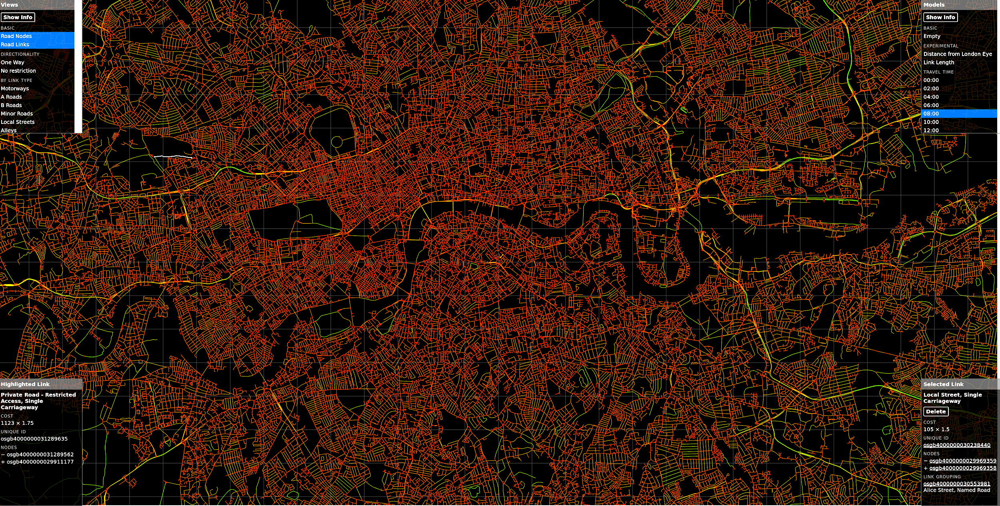 Views
Show Info
BASIC
Road Nodes
Road Links
DIRECTIONALITY
One Way
No restriction
BY LINK TYPE
Motorways
A Roads
B Roads
Minor Roads
Local Streets
Alleys
Models
Show Info
BASIC
Empty
EXPERIMENTAL
Distance from London Eye
Link Length
TRAVEL TIME
00:00
02:00
04:00
06:00
08:00
10:00
12:00
Highlighted Link
Private Road - Restricted
Access, Single
Carriageway
COST
1123 × 1.75
UNIQUE ID
osgb4000000031289635
NODES
− osgb4000000031289562
+ osgb4000000029911177
Selected Link
Local Street, Single
Carriageway
Delete
COST
105 × 1.5
UNIQUE ID
osgb4000000030238440
NODES
− osgb4000000029969359
+ osgb4000000029969358
LINK GROUPING
osgb4000000030553981
Alice Street, Named Road